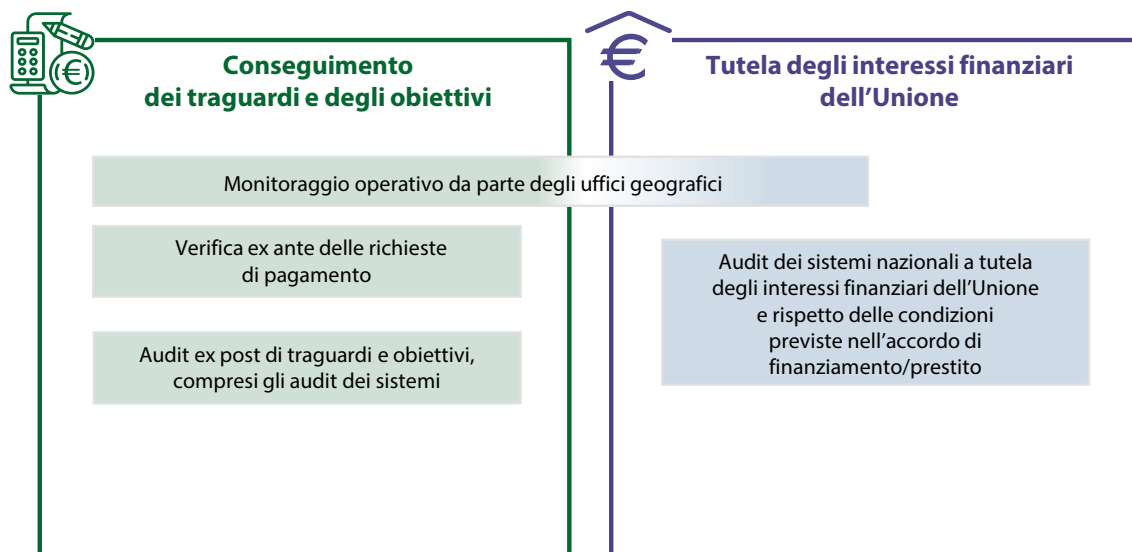 Conseguimento
dei traguardi e degli obiettivi
Tutela degli interessi finanziari
dell’Unione
Monitoraggio operativo da parte degli uffici geografici
Verifica ex ante delle richieste
di pagamento
Audit ex post di traguardi e obiettivi,
compresi gli audit dei sistemi
Audit dei sistemi nazionali a tutela
degli interessi finanziari dell’Unione
e rispetto delle condizioni
previste nell’accordo di
finanziamento/prestito